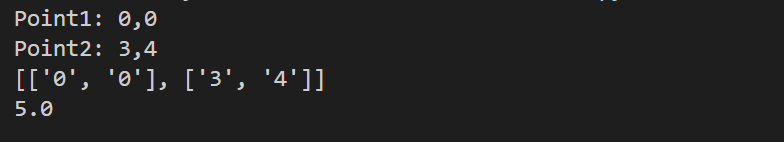 Point1: 0,0
Point2: 3,4
[['0', '0'], ['3', '4']]
5.0